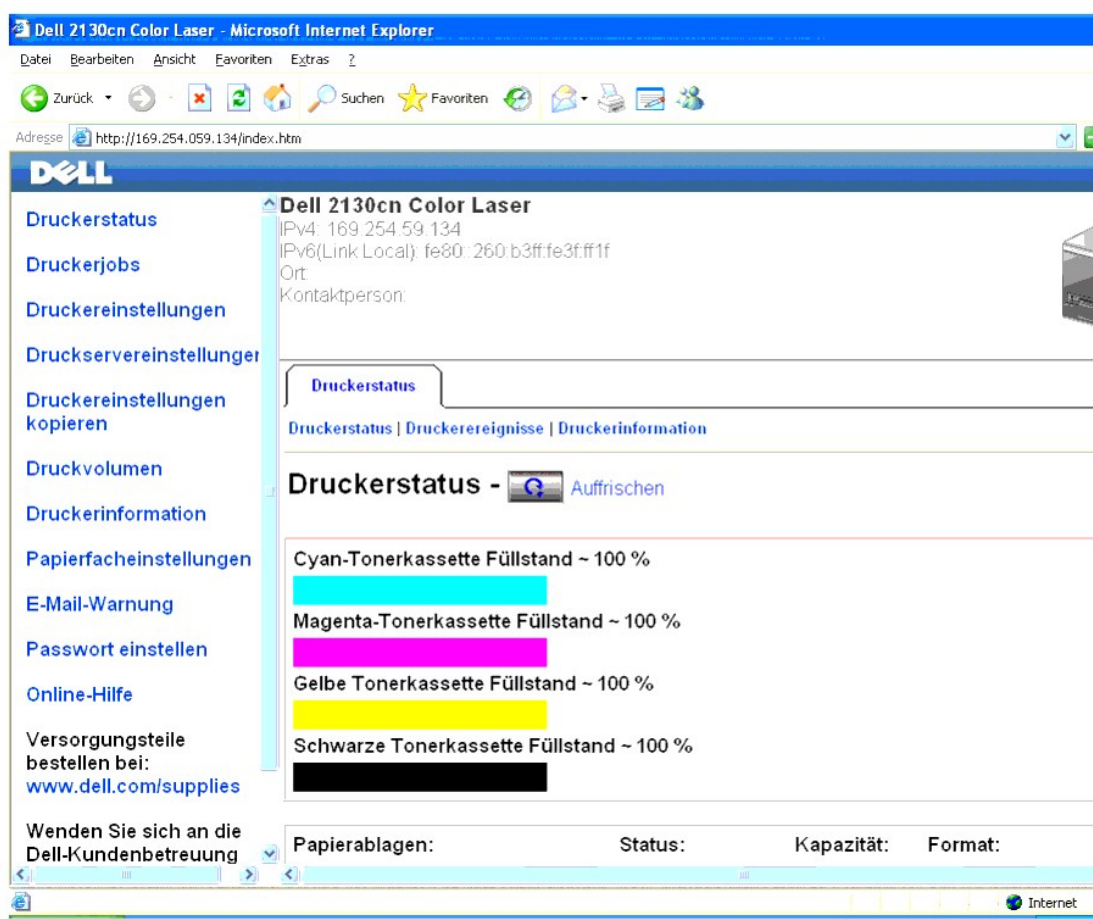 Dell 2130cn Color Laser - Microsoft Internet Explorer
Datei Bearbeiten Ansicht Favoriten Extras ?
Zurück Suchen Favoriten
Adresse http://169.254.059.134/index.htm
DELL
Druckerstatus
Druckerjobs
Druckereinstellungen
Druckservereinstellungen
Druckereinstellungen
kopieren
Druckvolumen
Druckerinformation
Papierfacheinstellungen
E-Mail-Warnung
Passwort einstellen
Online-Hilfe
Versorgungsteile
bestellen bei:
www.dell.com/supplies
Wenden Sie sich an die
Dell-Kundenbetreuung
Dell 2130cn Color Laser
IPv4: 169.254.59.134
IPv6(Link Local): fe80::260:b3ff:fe3f:ff1f
Ort:
Kontaktperson:
Druckerstatus
Druckerstatus | Druckerereignisse | Druckerinformation
Druckerstatus - Auffrischen
Cyan-Tonerkassette Füllstand ~ 100 %
Magenta-Tonerkassette Füllstand ~ 100 %
Gelbe Tonerkassette Füllstand ~ 100 %
Schwarze Tonerkassette Füllstand ~ 100 %
Papierablagen: Status: Kapazität: Format:
Internet